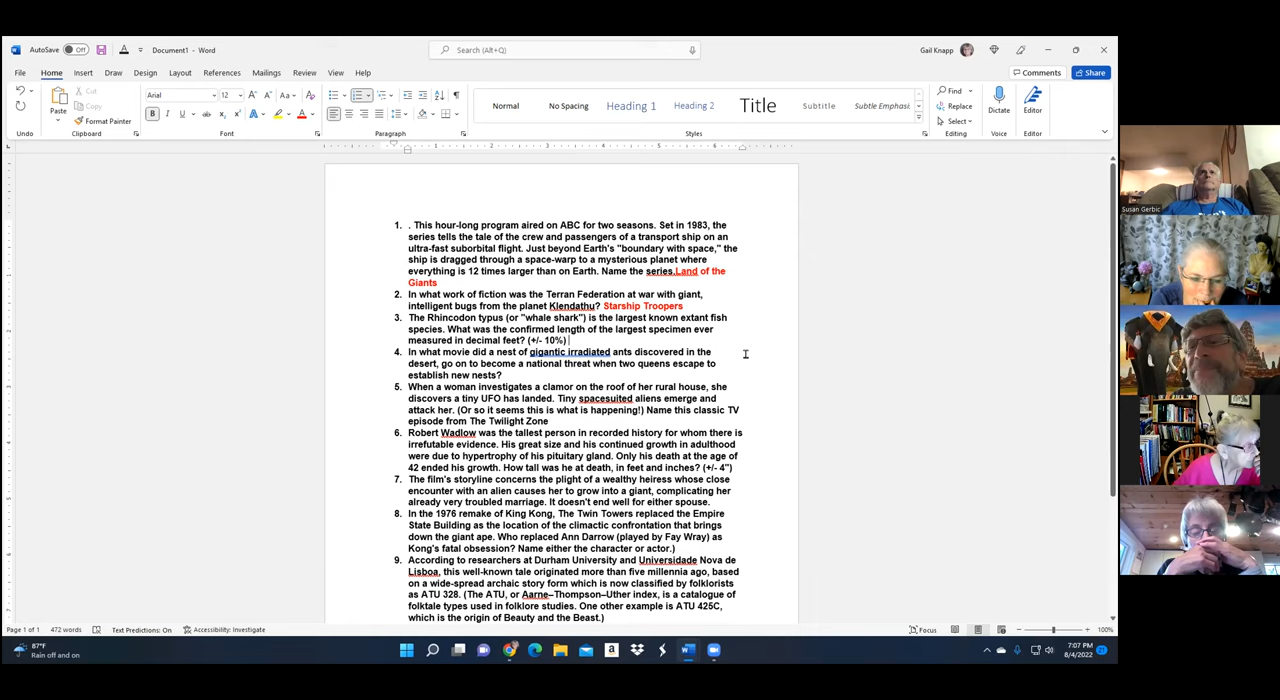 AutoSave Off Document1 - Word Search (Alt+Q) Gail Knapp
File Home Insert Draw Design Layout References Mailings Review View Help Comments Share
Undo
Paste
Cut
Copy
Format Painter
Clipboard
Arial 12
Font
Paragraph
Normal No Spacing Heading 1 Heading 2 Title Subtitle Subtle Emphasi...
Styles
Find
Replace
Select
Editing
Dictate
Voice
Editor
Editor
1. . This hour-long program aired on ABC for two seasons. Set in 1983, the
series tells the tale of the crew and passengers of a transport ship on an
ultra-fast suborbital flight. Just beyond Earth's "boundary with space," the
ship is dragged through a space-warp to a mysterious planet where
everything is 12 times larger than on Earth. Name the series.Land of the
Giants
2. In what work of fiction was the Terran Federation at war with giant,
intelligent bugs from the planet Klendathu? Starship Troopers
3. The Rhincodon typus (or "whale shark") is the largest known extant fish
species. What was the confirmed length of the largest specimen ever
measured in decimal feet? (+/- 10%)
4. In what movie did a nest of gigantic irradiated ants discovered in the
desert, go on to become a national threat when two queens escape to
establish new nests?
5. When a woman investigates a clamor on the roof of her rural house, she
discovers a tiny UFO has landed. Tiny spacesuited aliens emerge and
attack her. (Or so it seems this is what is happening!) Name this classic TV
episode from The Twilight Zone
6. Robert Wadlow was the tallest person in recorded history for whom there is
irrefutable evidence. His great size and his continued growth in adulthood
were due to hypertrophy of his pituitary gland. Only his death at the age of
42 ended his growth. How tall was he at death, in feet and inches? (+/- 4")
7. The film's storyline concerns the plight of a wealthy heiress whose close
encounter with an alien causes her to grow into a giant, complicating her
already very troubled marriage. It doesn't end well for either spouse.
8. In the 1976 remake of King Kong, The Twin Towers replaced the Empire
State Building as the location of the climactic confrontation that brings
down the giant ape. Who replaced Ann Darrow (played by Fay Wray) as
Kong's fatal obsession? Name either the character or actor.)
9. According to researchers at Durham University and Universidade Nova de
Lisboa, this well-known tale originated more than five millennia ago, based
on a wide-spread archaic story form which is now classified by folklorists
as ATU 328. (The ATU, or Aarne–Thompson–Uther index, is a catalogue of
folktale types used in folklore studies. One other example is ATU 425C,
which is the origin of Beauty and the Beast.)
Page 1 of 1 472 words Text Predictions: On Accessibility: Investigate Focus 100%
87°F
Rain off and on
7:07 PM
8/4/2022
Susan Gerbic